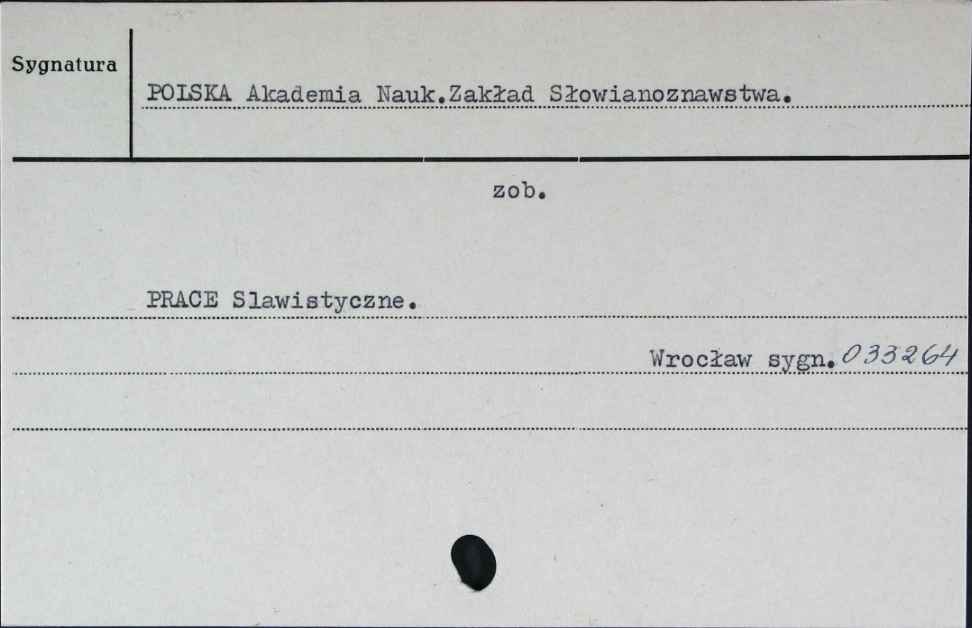 Sygnatura
POLSKA Akademia Nauk.Zakład Słowianoznawstwa.
zob.
PRACE Slawistyczne.
Wrocław sygn. 033264